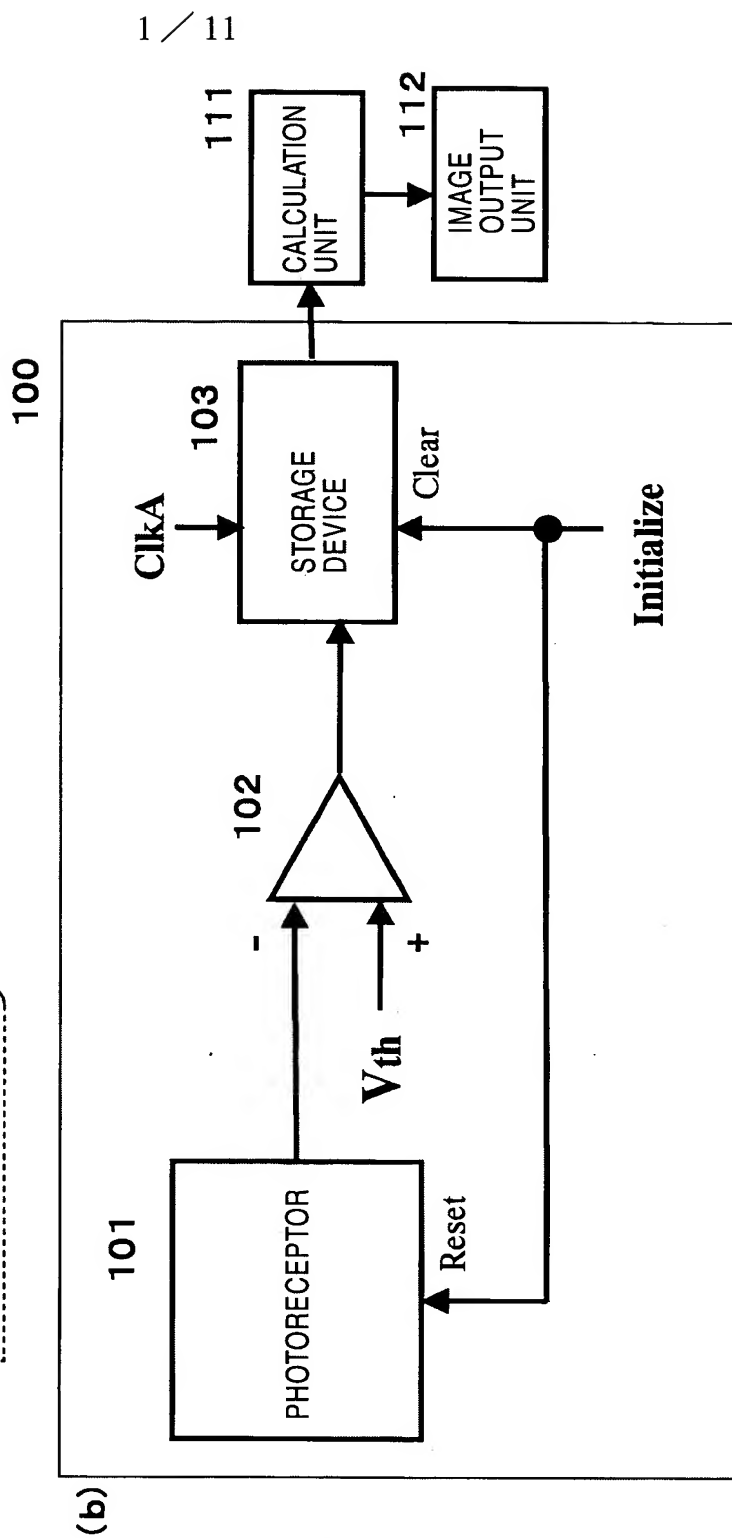 1 / 11
(b)
100
101
PHOTORECEPTOR
Reset
102
-
+
Vth
ClkA
103
STORAGE
DEVICE
Clear
Initialize
111
CALCULATION
UNIT
112
IMAGE
OUTPUT
UNIT